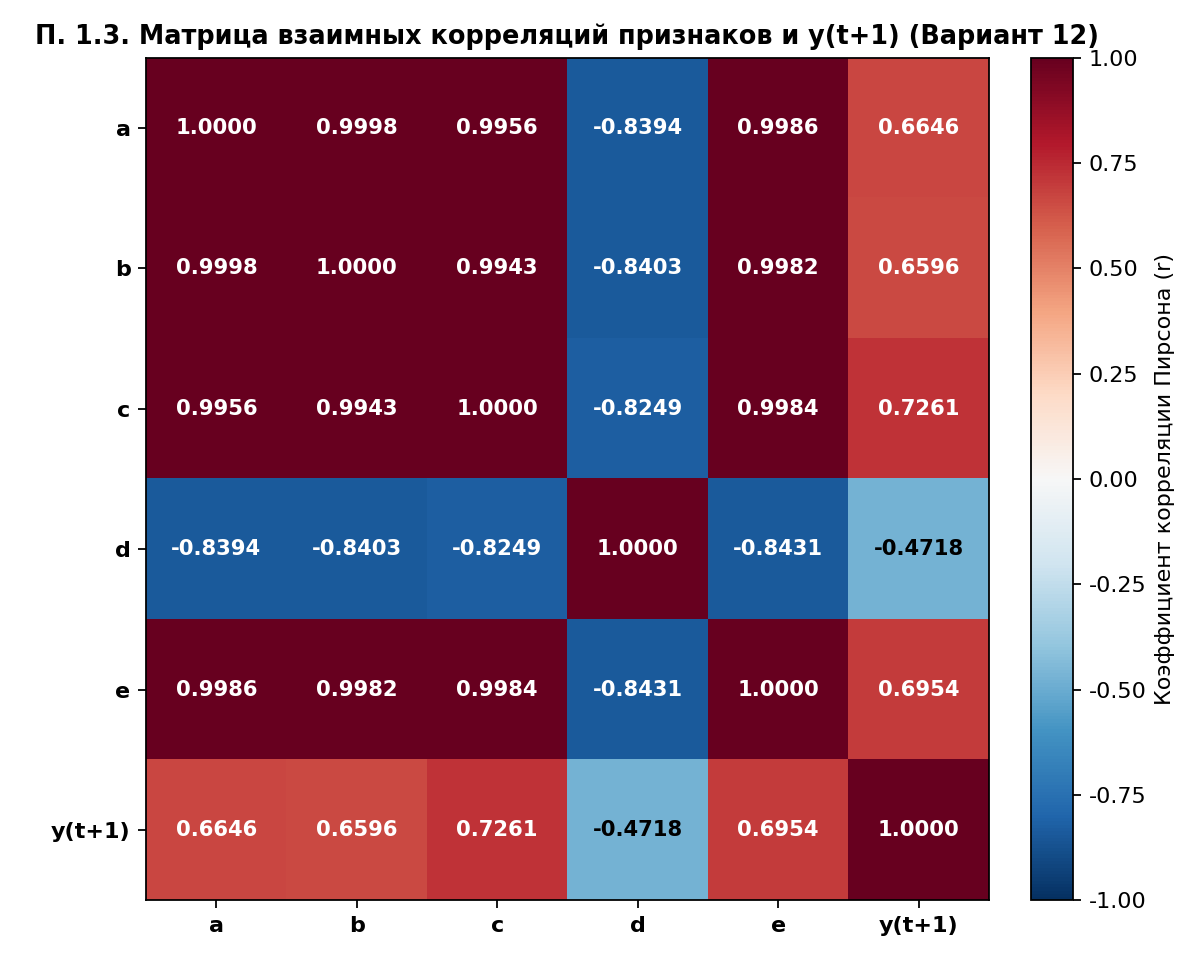 П. 1.3. Матрица взаимных корреляций признаков и y(t+1) (Вариант 12)
a 1.0000 0.9998 0.9956 -0.8394 0.9986 0.6646
b 0.9998 1.0000 0.9943 -0.8403 0.9982 0.6596
c 0.9956 0.9943 1.0000 -0.8249 0.9984 0.7261
d -0.8394 -0.8403 -0.8249 1.0000 -0.8431 -0.4718
e 0.9986 0.9982 0.9984 -0.8431 1.0000 0.6954
y(t+1) 0.6646 0.6596 0.7261 -0.4718 0.6954 1.0000
a b c d e y(t+1)
1.00
0.75
0.50
0.25
0.00
-0.25
-0.50
-0.75
-1.00
Коэффициент корреляции Пирсона (r)